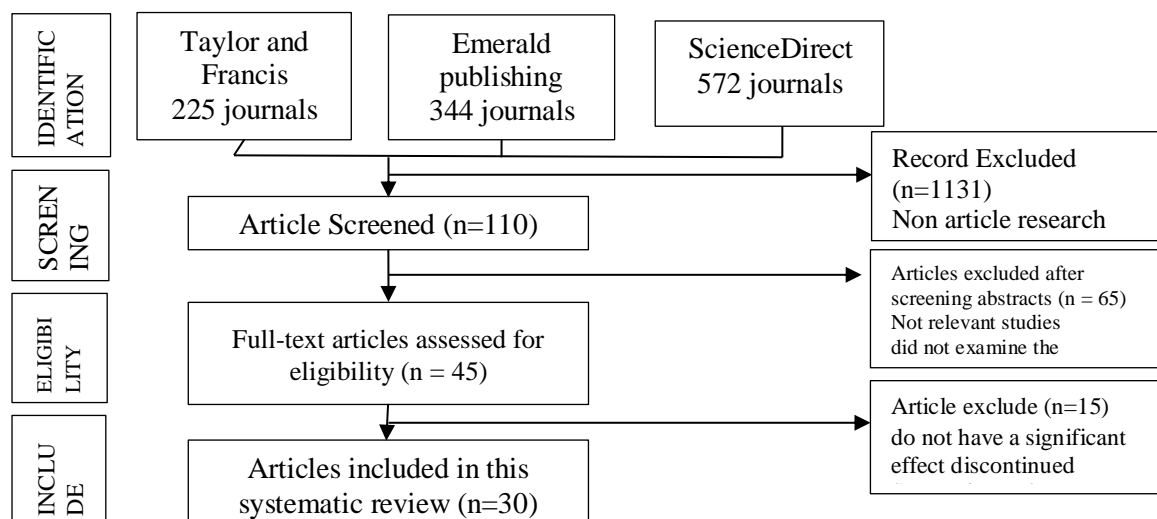 IDENTIFIC
ATION
Taylor and
Francis
225 journals
Emerald
publishing
344 journals
ScienceDirect
572 journals
Record Excluded
(n=1131)
Non article research
SCREN
ING
Article Screened (n=110)
Articles excluded after
screening abstracts (n = 65)
Not relevant studies
did not examine the
ELIGIBI
LITY
Full-text articles assessed for
eligibility (n = 45)
Article exclude (n=15)
do not have a significant
effect discontinued
INCLU
DE
Articles included in this
systematic review (n=30)